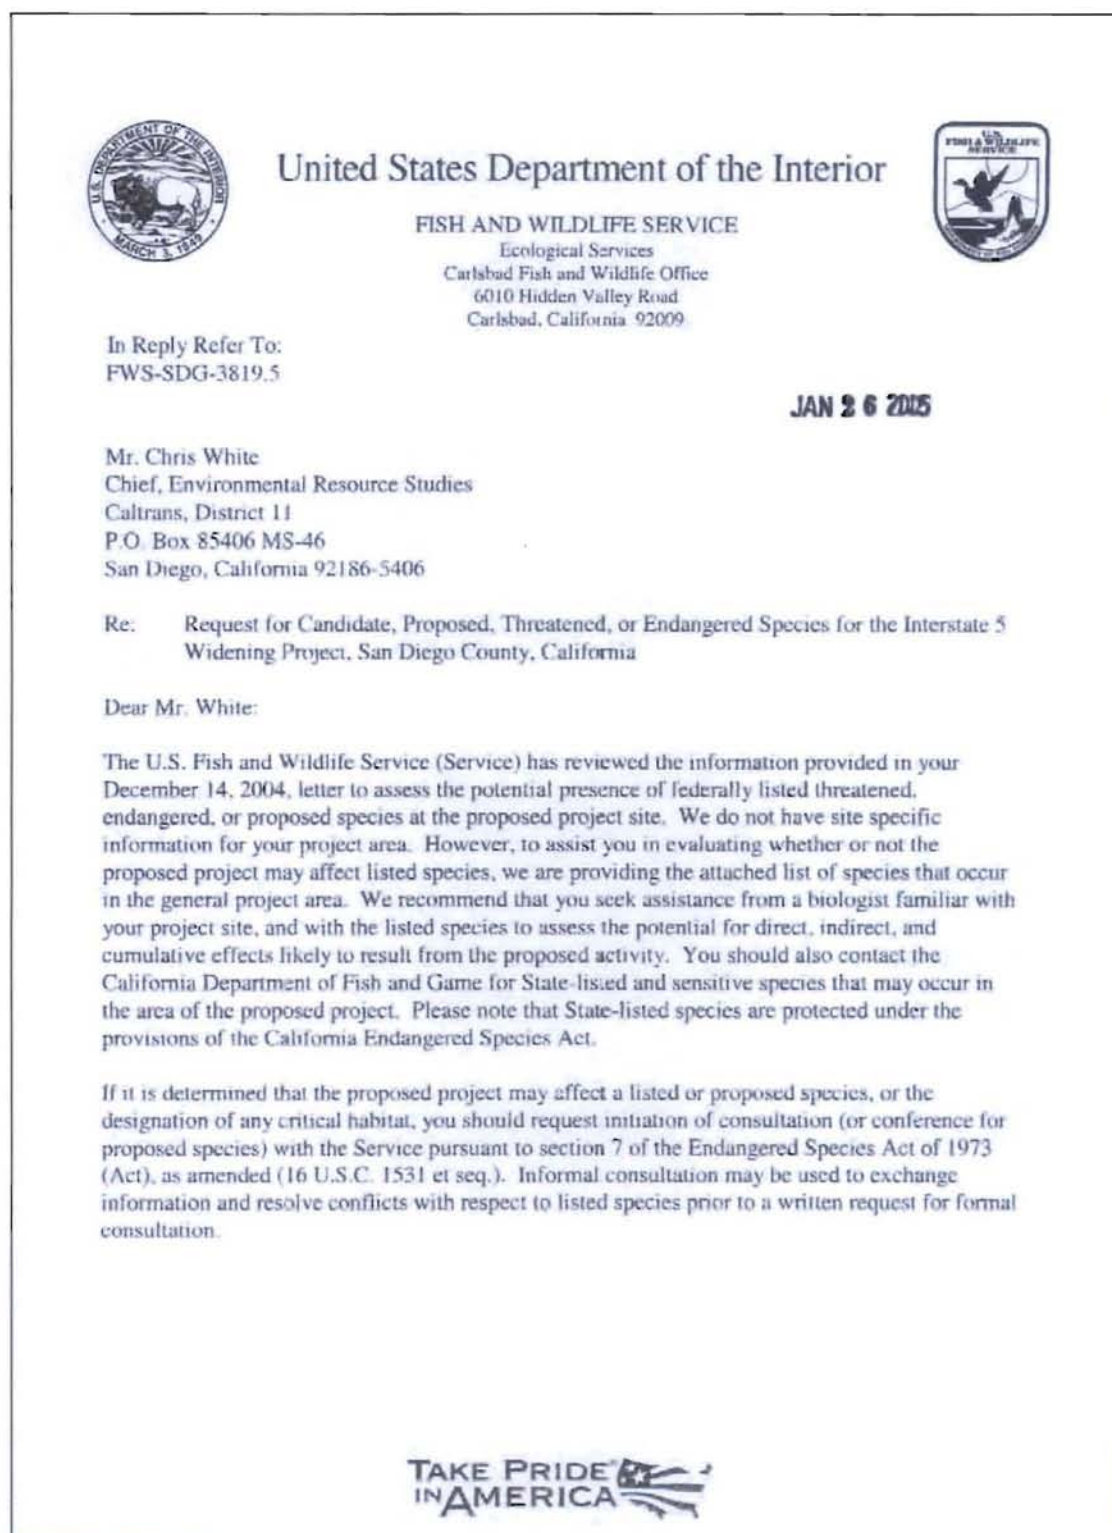 U.S. DEPARTMENT OF THE INTERIOR
MARCH 3, 1849
U.S.
FISH & WILDLIFE
SERVICE
United States Department of the Interior
FISH AND WILDLIFE SERVICE
Ecological Services
Carlsbad Fish and Wildlife Office
6010 Hidden Valley Road
Carlsbad, California 92009
In Reply Refer To:
FWS-SDG-3819.5
JAN 26 2005
Mr. Chris White
Chief, Environmental Resource Studies
Caltrans, District 11
P.O. Box 85406 MS-46
San Diego, California 92186-5406
Re: Request for Candidate, Proposed, Threatened, or Endangered Species for the Interstate 5
Widening Project, San Diego County, California
Dear Mr. White:
The U.S. Fish and Wildlife Service (Service) has reviewed the information provided in your
December 14, 2004, letter to assess the potential presence of federally listed threatened,
endangered, or proposed species at the proposed project site. We do not have site specific
information for your project area. However, to assist you in evaluating whether or not the
proposed project may affect listed species, we are providing the attached list of species that occur
in the general project area. We recommend that you seek assistance from a biologist familiar with
your project site, and with the listed species to assess the potential for direct, indirect, and
cumulative effects likely to result from the proposed activity. You should also contact the
California Department of Fish and Game for State-listed and sensitive species that may occur in
the area of the proposed project. Please note that State-listed species are protected under the
provisions of the California Endangered Species Act.
If it is determined that the proposed project may affect a listed or proposed species, or the
designation of any critical habitat, you should request initiation of consultation (or conference for
proposed species) with the Service pursuant to section 7 of the Endangered Species Act of 1973
(Act), as amended (16 U.S.C. 1531 et seq.). Informal consultation may be used to exchange
information and resolve conflicts with respect to listed species prior to a written request for formal
consultation.
TAKE PRIDE
IN AMERICA